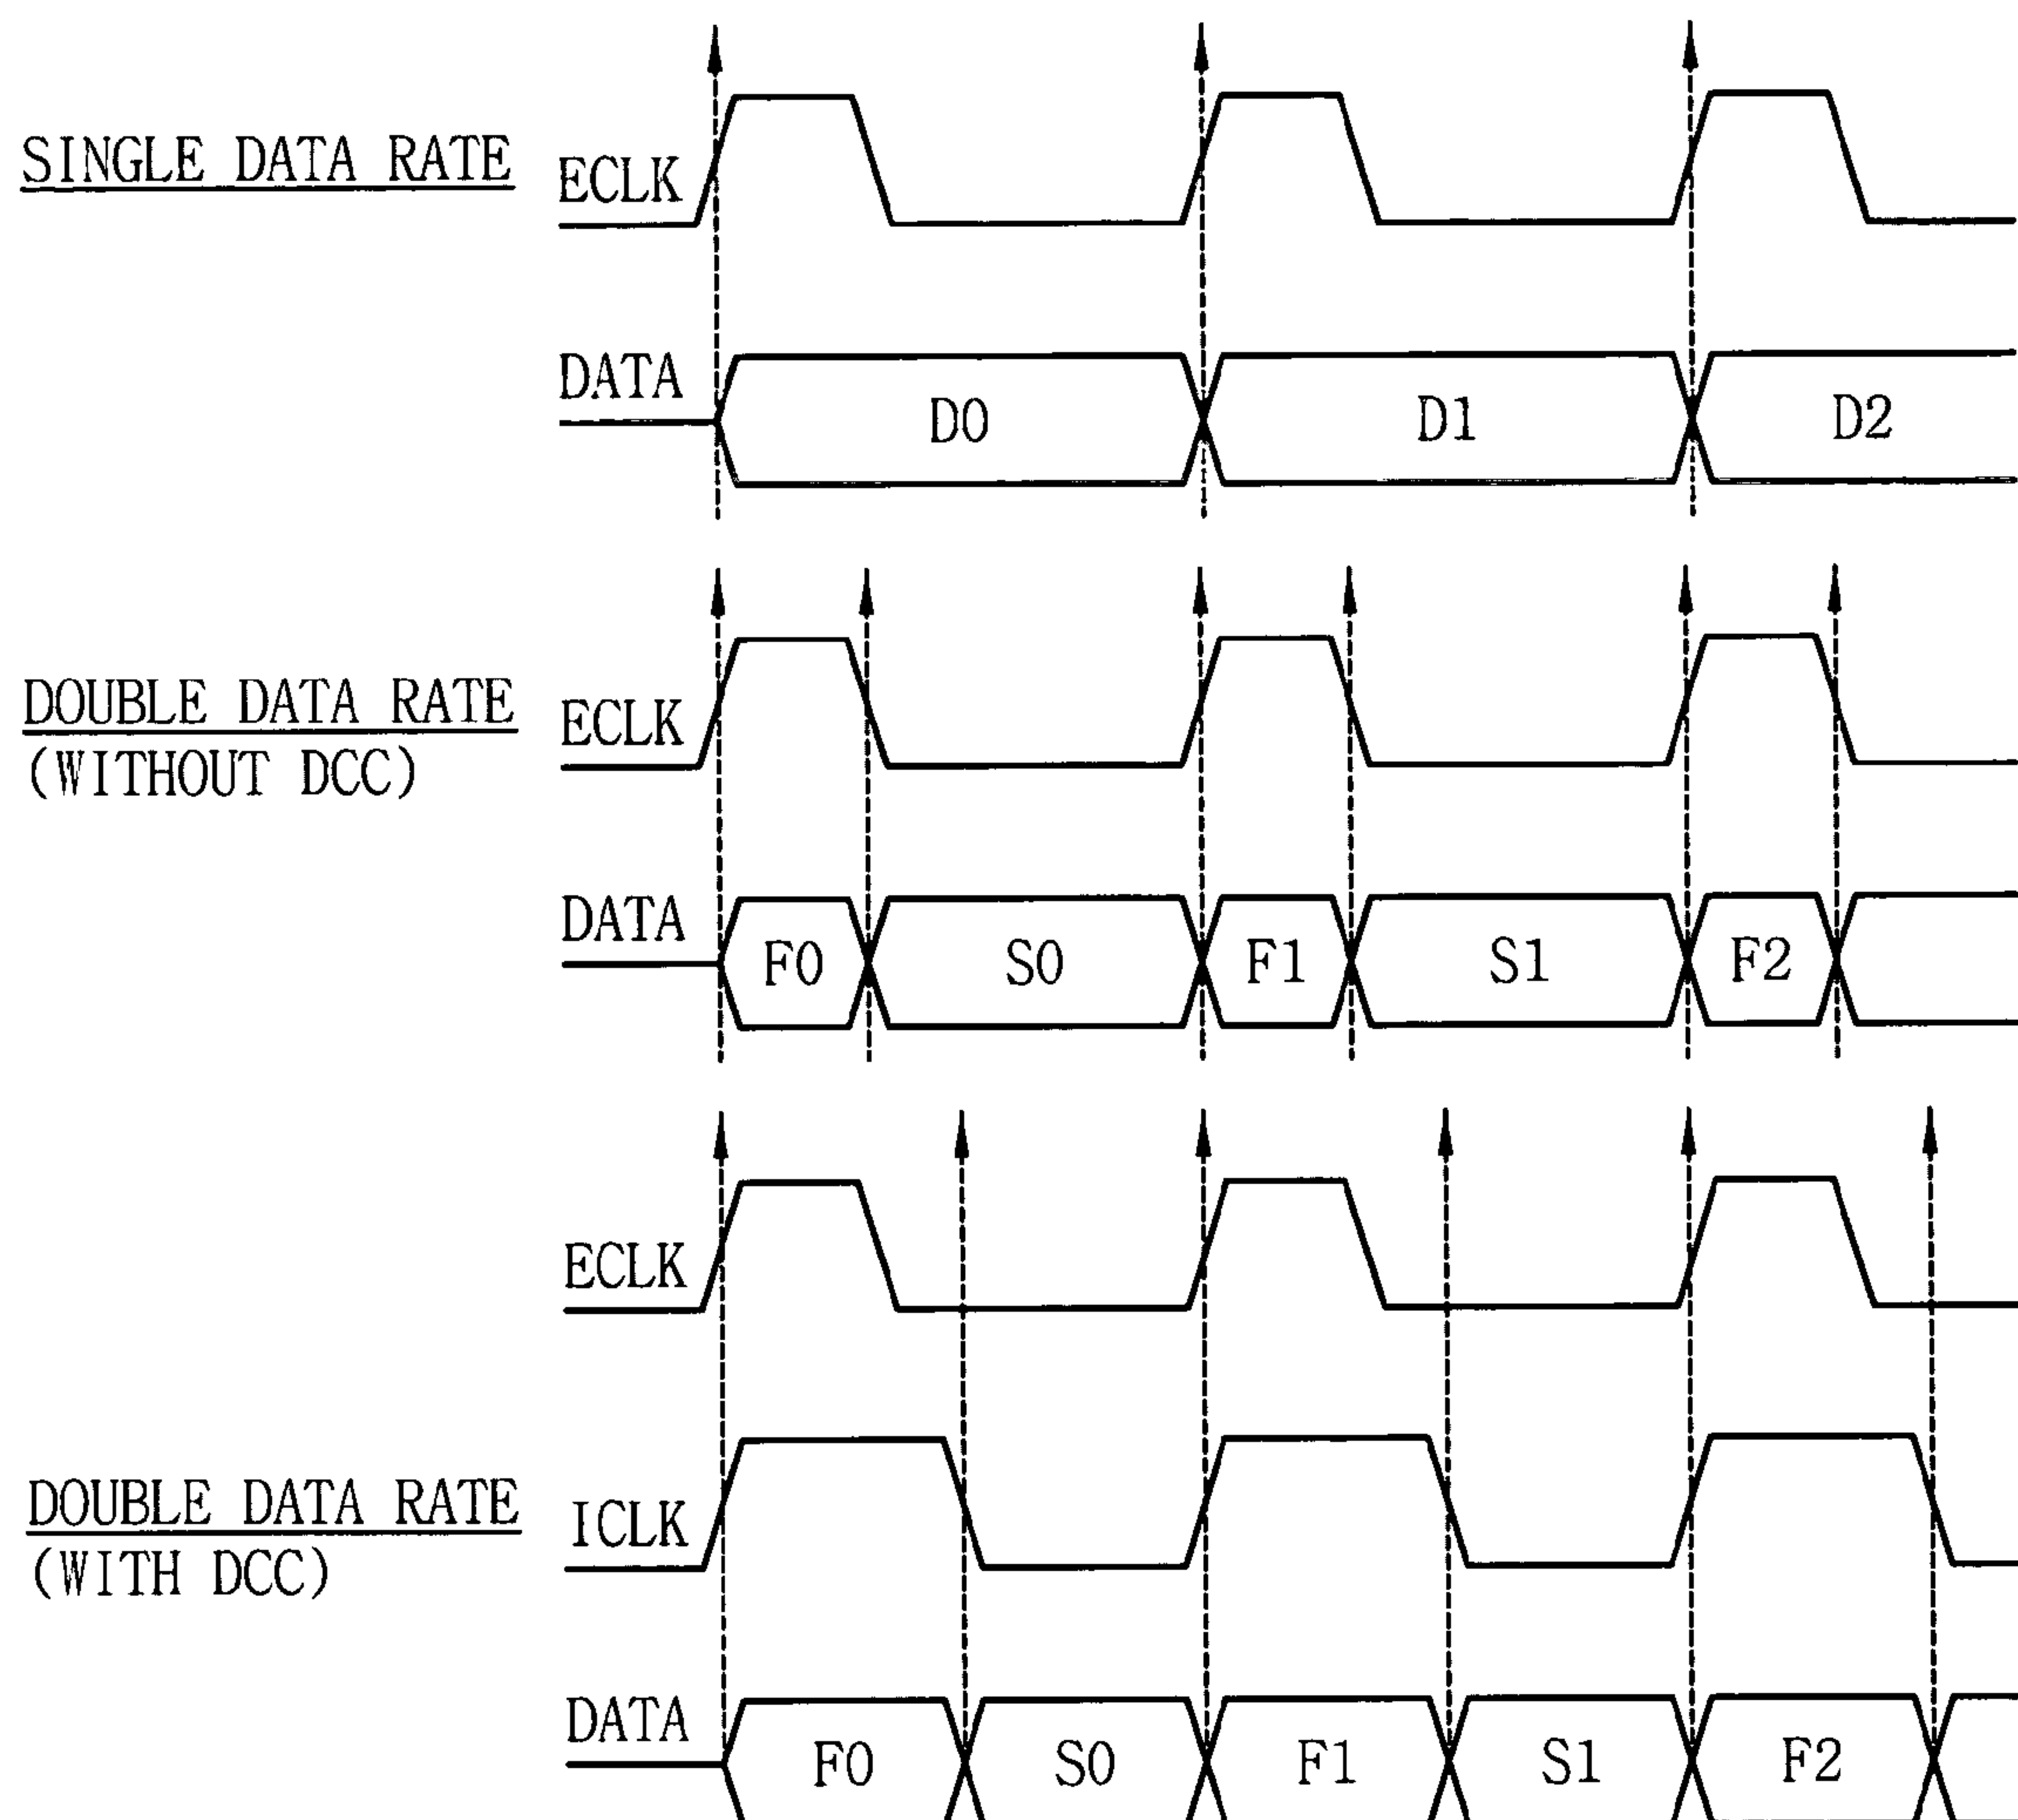 SINGLE DATA RATE
ECLK
DATA
D0 D1 D2
DOUBLE DATA RATE
(WITHOUT DCC)
ECLK
DATA
F0 S0 F1 S1 F2
ECLK
DOUBLE DATA RATE
(WITH DCC)
ICLK
DATA
F0 S0 F1 S1 F2